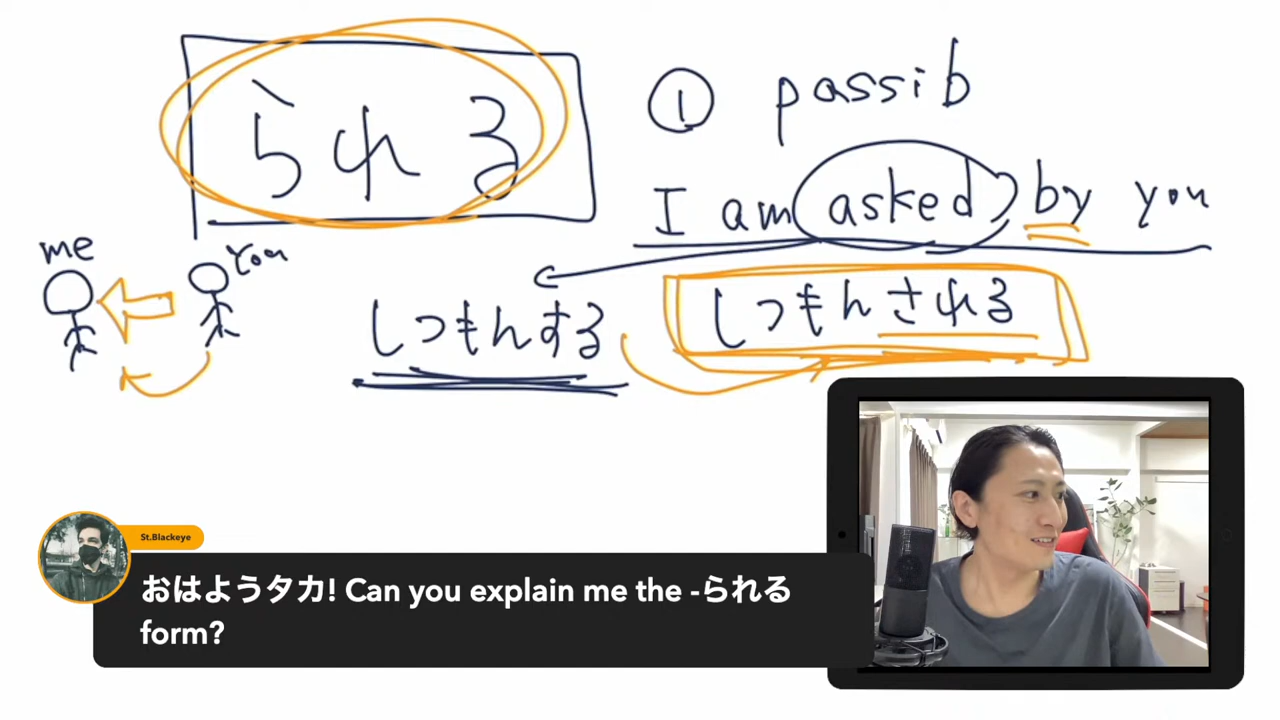 られる
① passib
I am asked by you
me
You
しつもんする
しつもんされる
St.Blackeye
おはようタカ! Can you explain me the -られる
form?